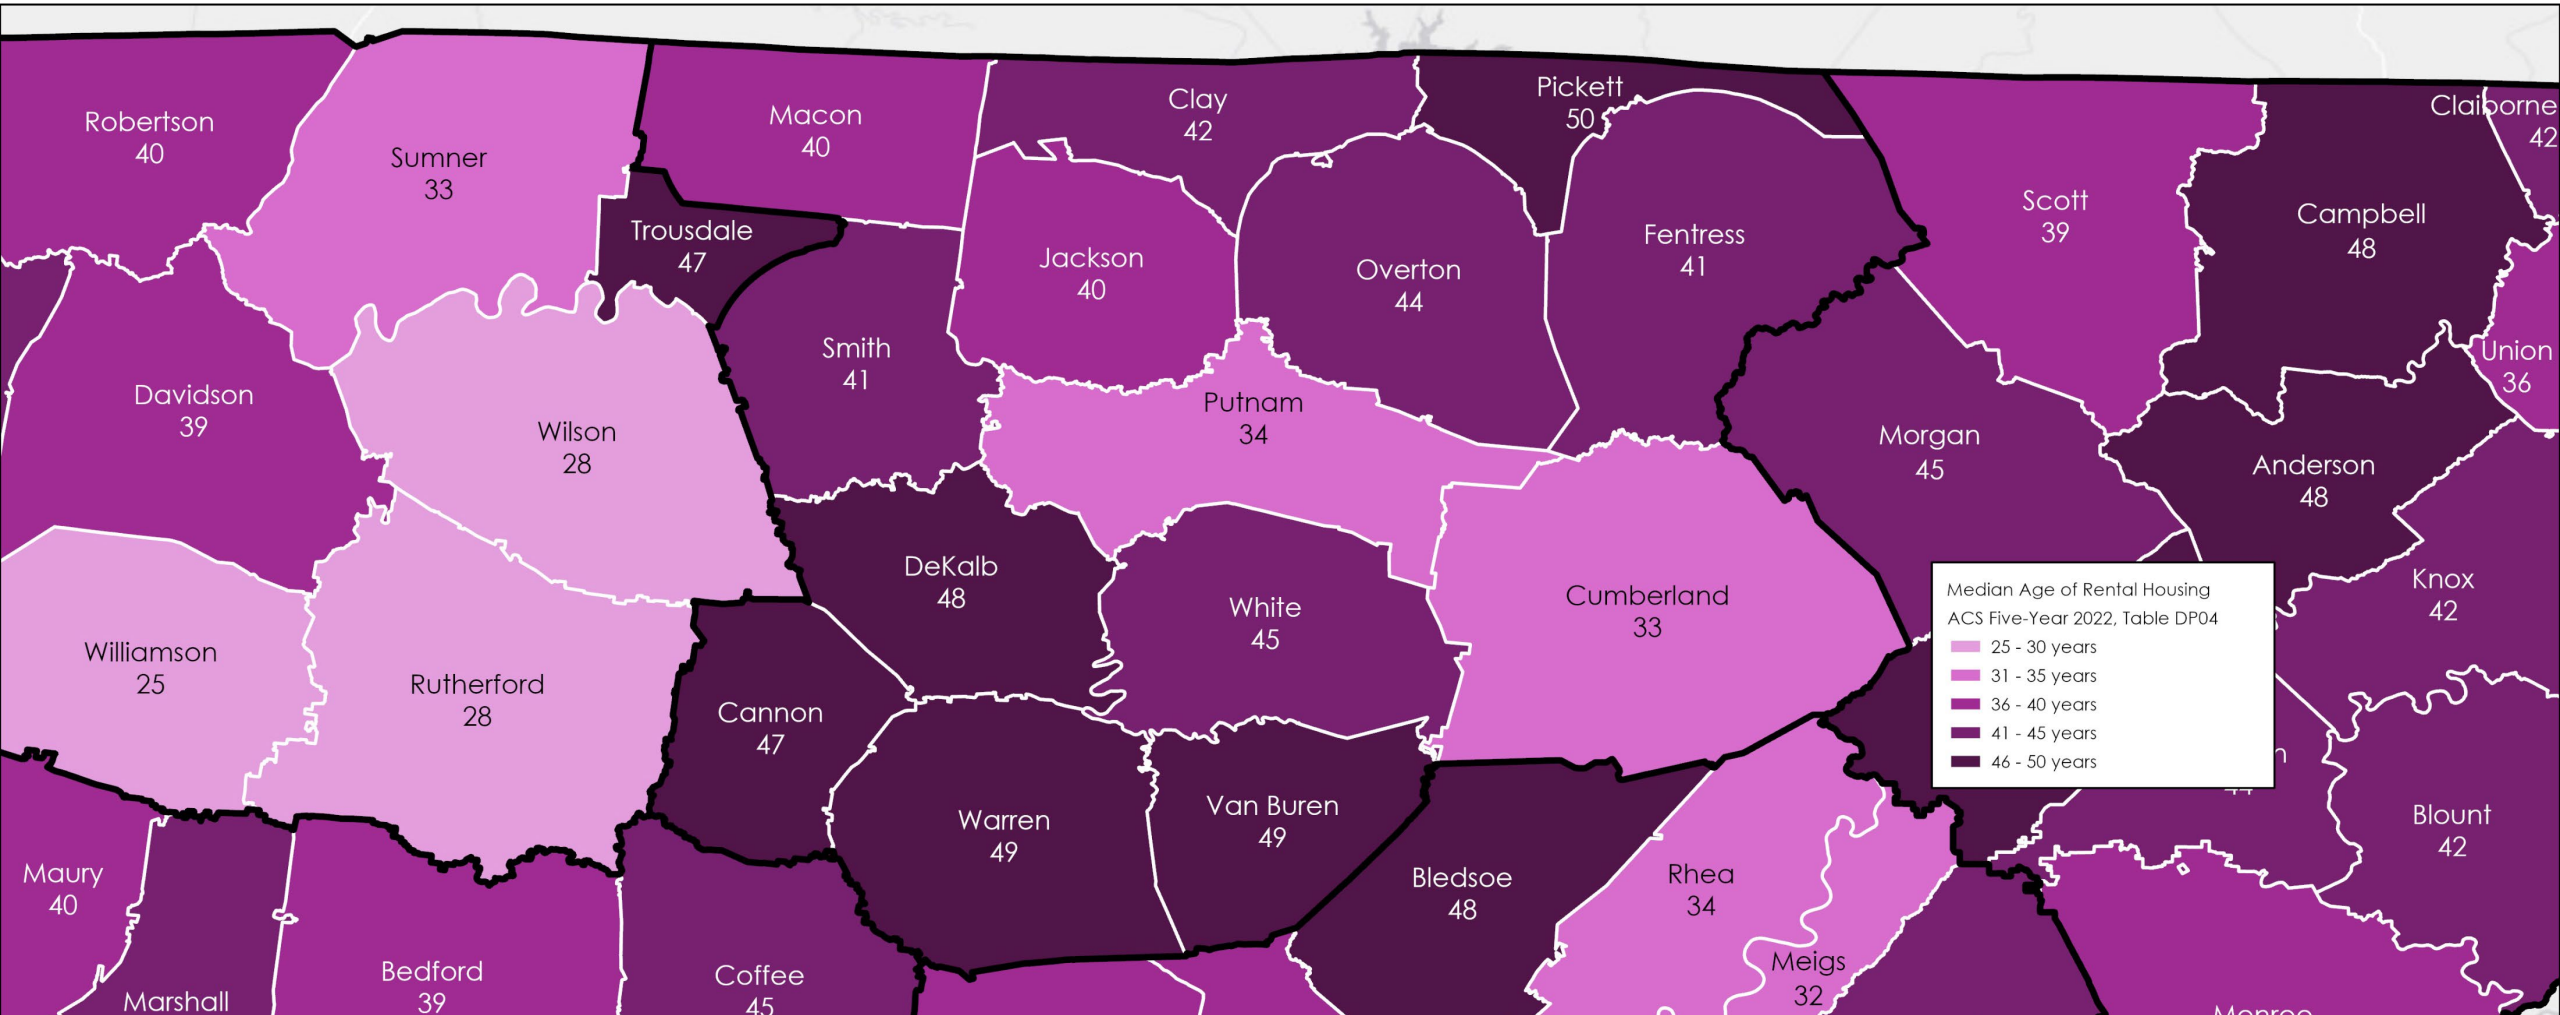 Robertson
40
Sumner
33
Macon
40
Clay
42
Pickett
50
Claiborne
42
Trousdale
47
Jackson
40
Overton
44
Fentress
41
Scott
39
Campbell
48
Davidson
39
Wilson
28
Smith
41
Putnam
34
Morgan
45
Union
36
Anderson
48
Williamson
25
Rutherford
28
Cannon
47
DeKalb
48
White
45
Cumberland
33
Knox
42
Median Age of Rental Housing
ACS Five-Year 2022, Table DP04
25 - 30 years
31 - 35 years
36 - 40 years
41 - 45 years
46 - 50 years
n
44
Warren
49
Van Buren
49
Bledsoe
48
Rhea
34
Meigs
32
Blount
42
Maury
40
Marshall
Bedford
39
Coffee
45
Monroe